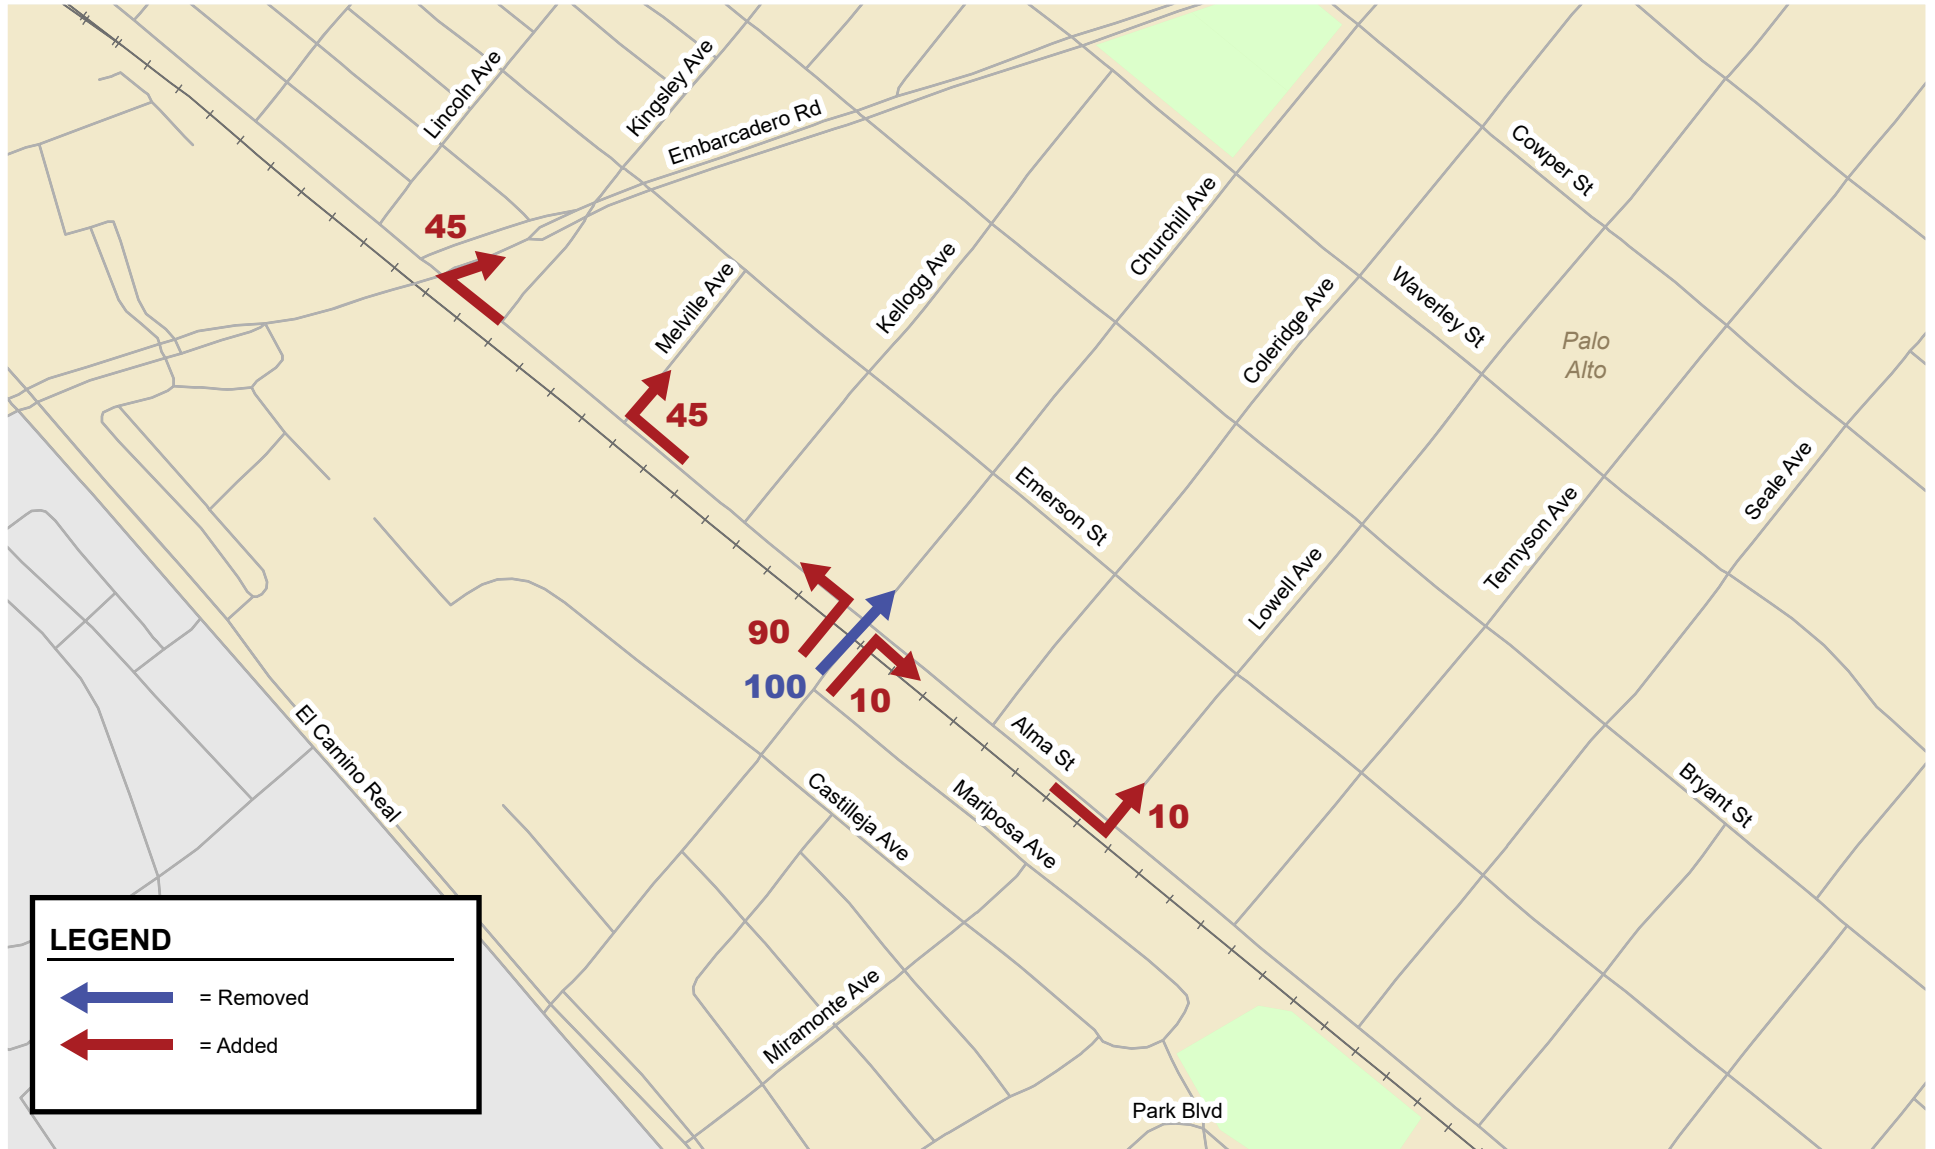 Lincoln Ave
Kingsley Ave
Embarcadero Rd
Cowper St
45
Churchill Ave
Melville Ave
Kellogg Ave
Coleridge Ave
Waverley St
Palo
Alto
45
Emerson St
Seale Ave
Tennyson Ave
Lowell Ave
90
100
10
El Camino Real
Alma St
Castilleja Ave
Mariposa Ave
10
Bryant St
LEGEND
= Removed
= Added
Miramonte Ave
Park Blvd